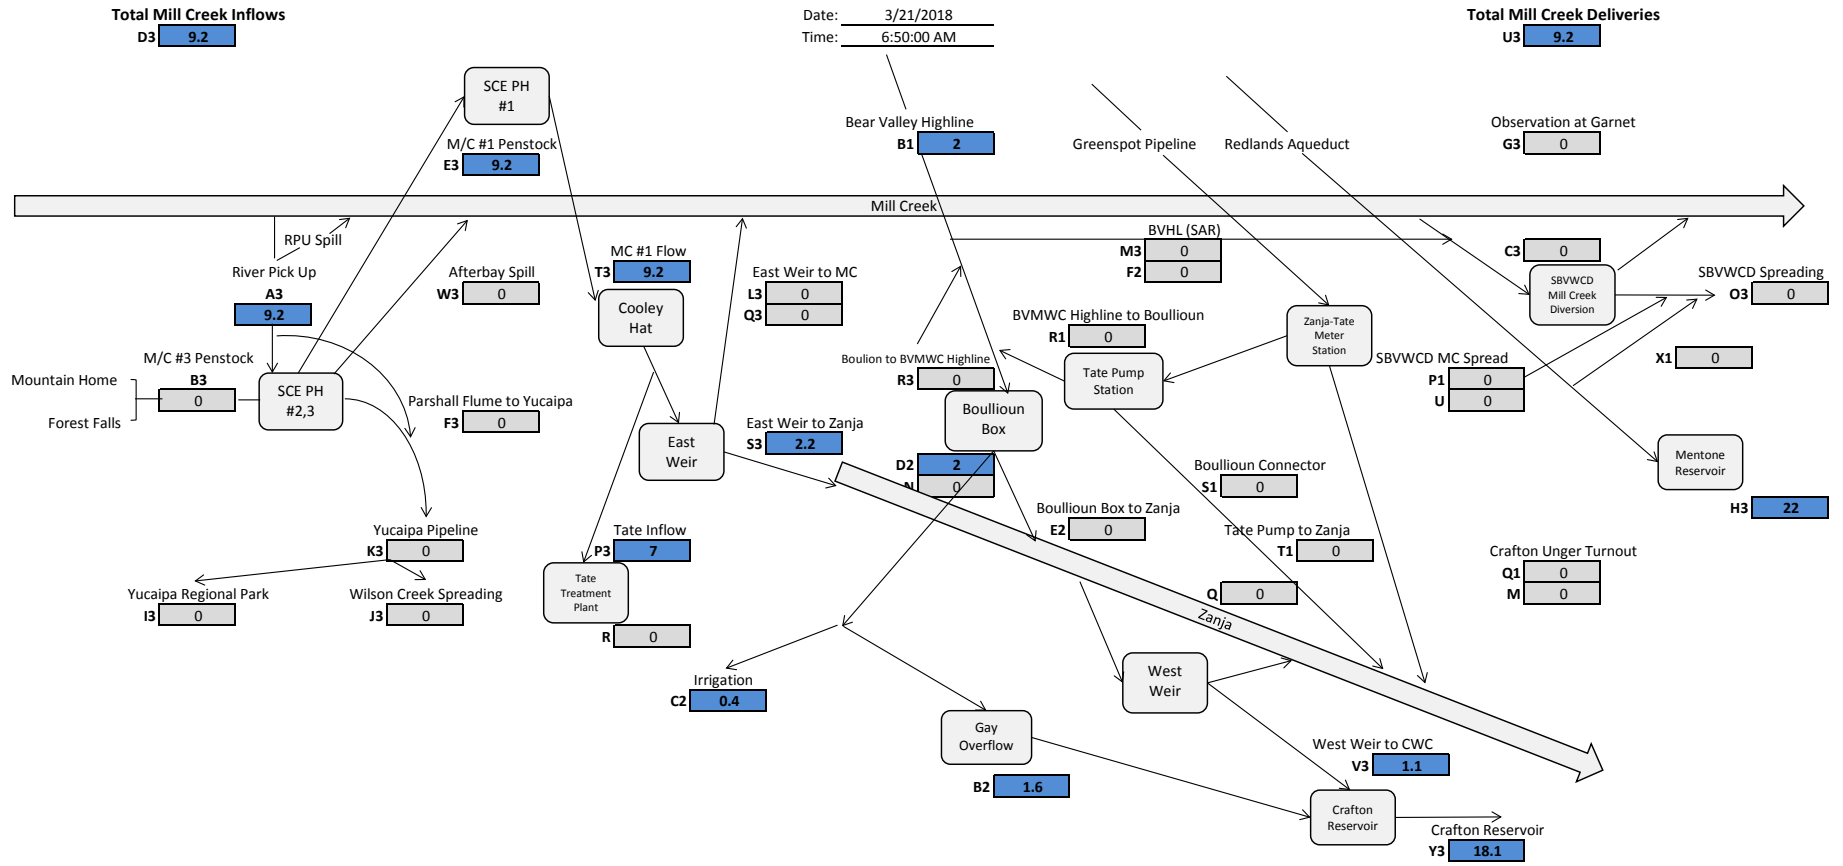 Total Mill Creek Inflows
D3 9.2
Date: 3/21/2018
Time: 6:50:00 AM
Total Mill Creek Deliveries
U3 9.2
SCE PH
#1
M/C #1 Penstock
E3 9.2
Bear Valley Highline
B1 2
Greenspot Pipeline
Redlands Aqueduct
Observation at Garnet
G3 0
Mill Creek
RPU Spill
River Pick Up
A3
9.2
Afterbay Spill
W3 0
MC #1 Flow
T3 9.2
Cooley
Hat
East Weir to MC
L3 0
Q3 0
BVHL (SAR)
M3 0
F2 0
C3 0
SBVWCD
Mill Creek
Diversion
SBVWCD Spreading
O3 0
BVMWC Highline to Boullioun
R1 0
Zanja-Tate
Meter
Station
M/C #3 Penstock
B3
0
Mountain Home
Forest Falls
SCE PH
#2,3
Parshall Flume to Yucaipa
F3 0
Boulion to BVMWC Highline
R3 0
Tate Pump
Station
SBVWCD MC Spread
P1 0
U 0
X1 0
Boullioun
Box
East
Weir
East Weir to Zanja
S3 2.2
D2 2
N 0
Boullioun Connector
S1 0
Mentone
Reservoir
H3 22
Boullioun Box to Zanja
E2 0
Tate Pump to Zanja
T1 0
Yucaipa Pipeline
K3 0
Tate Inflow
P3 7
Tate
Treatment
Plant
R 0
Crafton Unger Turnout
Q1 0
M 0
Yucaipa Regional Park
I3 0
Wilson Creek Spreading
J3 0
Q 0
Zanja
Irrigation
C2 0.4
West
Weir
Gay
Overflow
B2 1.6
West Weir to CWC
V3 1.1
Crafton
Reservoir
Crafton Reservoir
Y3 18.1